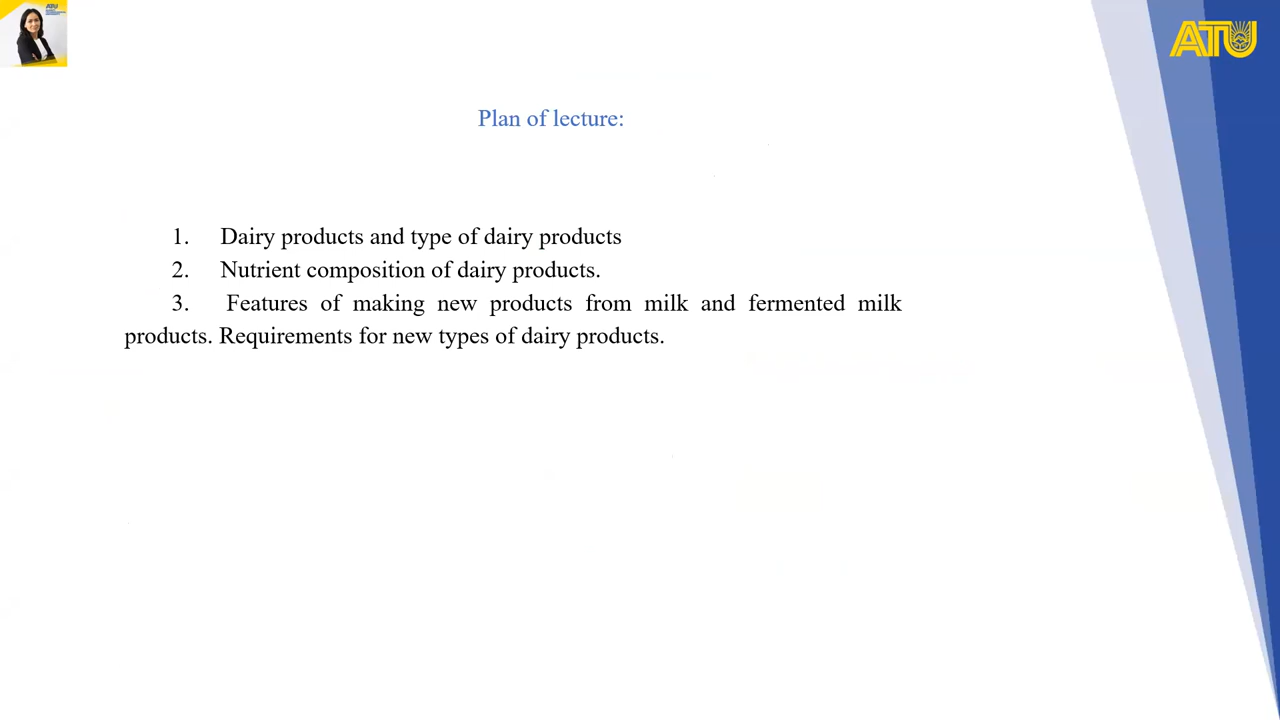 ATU
ATU
Plan of lecture:
1. Dairy products and type of dairy products
2. Nutrient composition of dairy products.
3. Features of making new products from milk and fermented milk
products. Requirements for new types of dairy products.